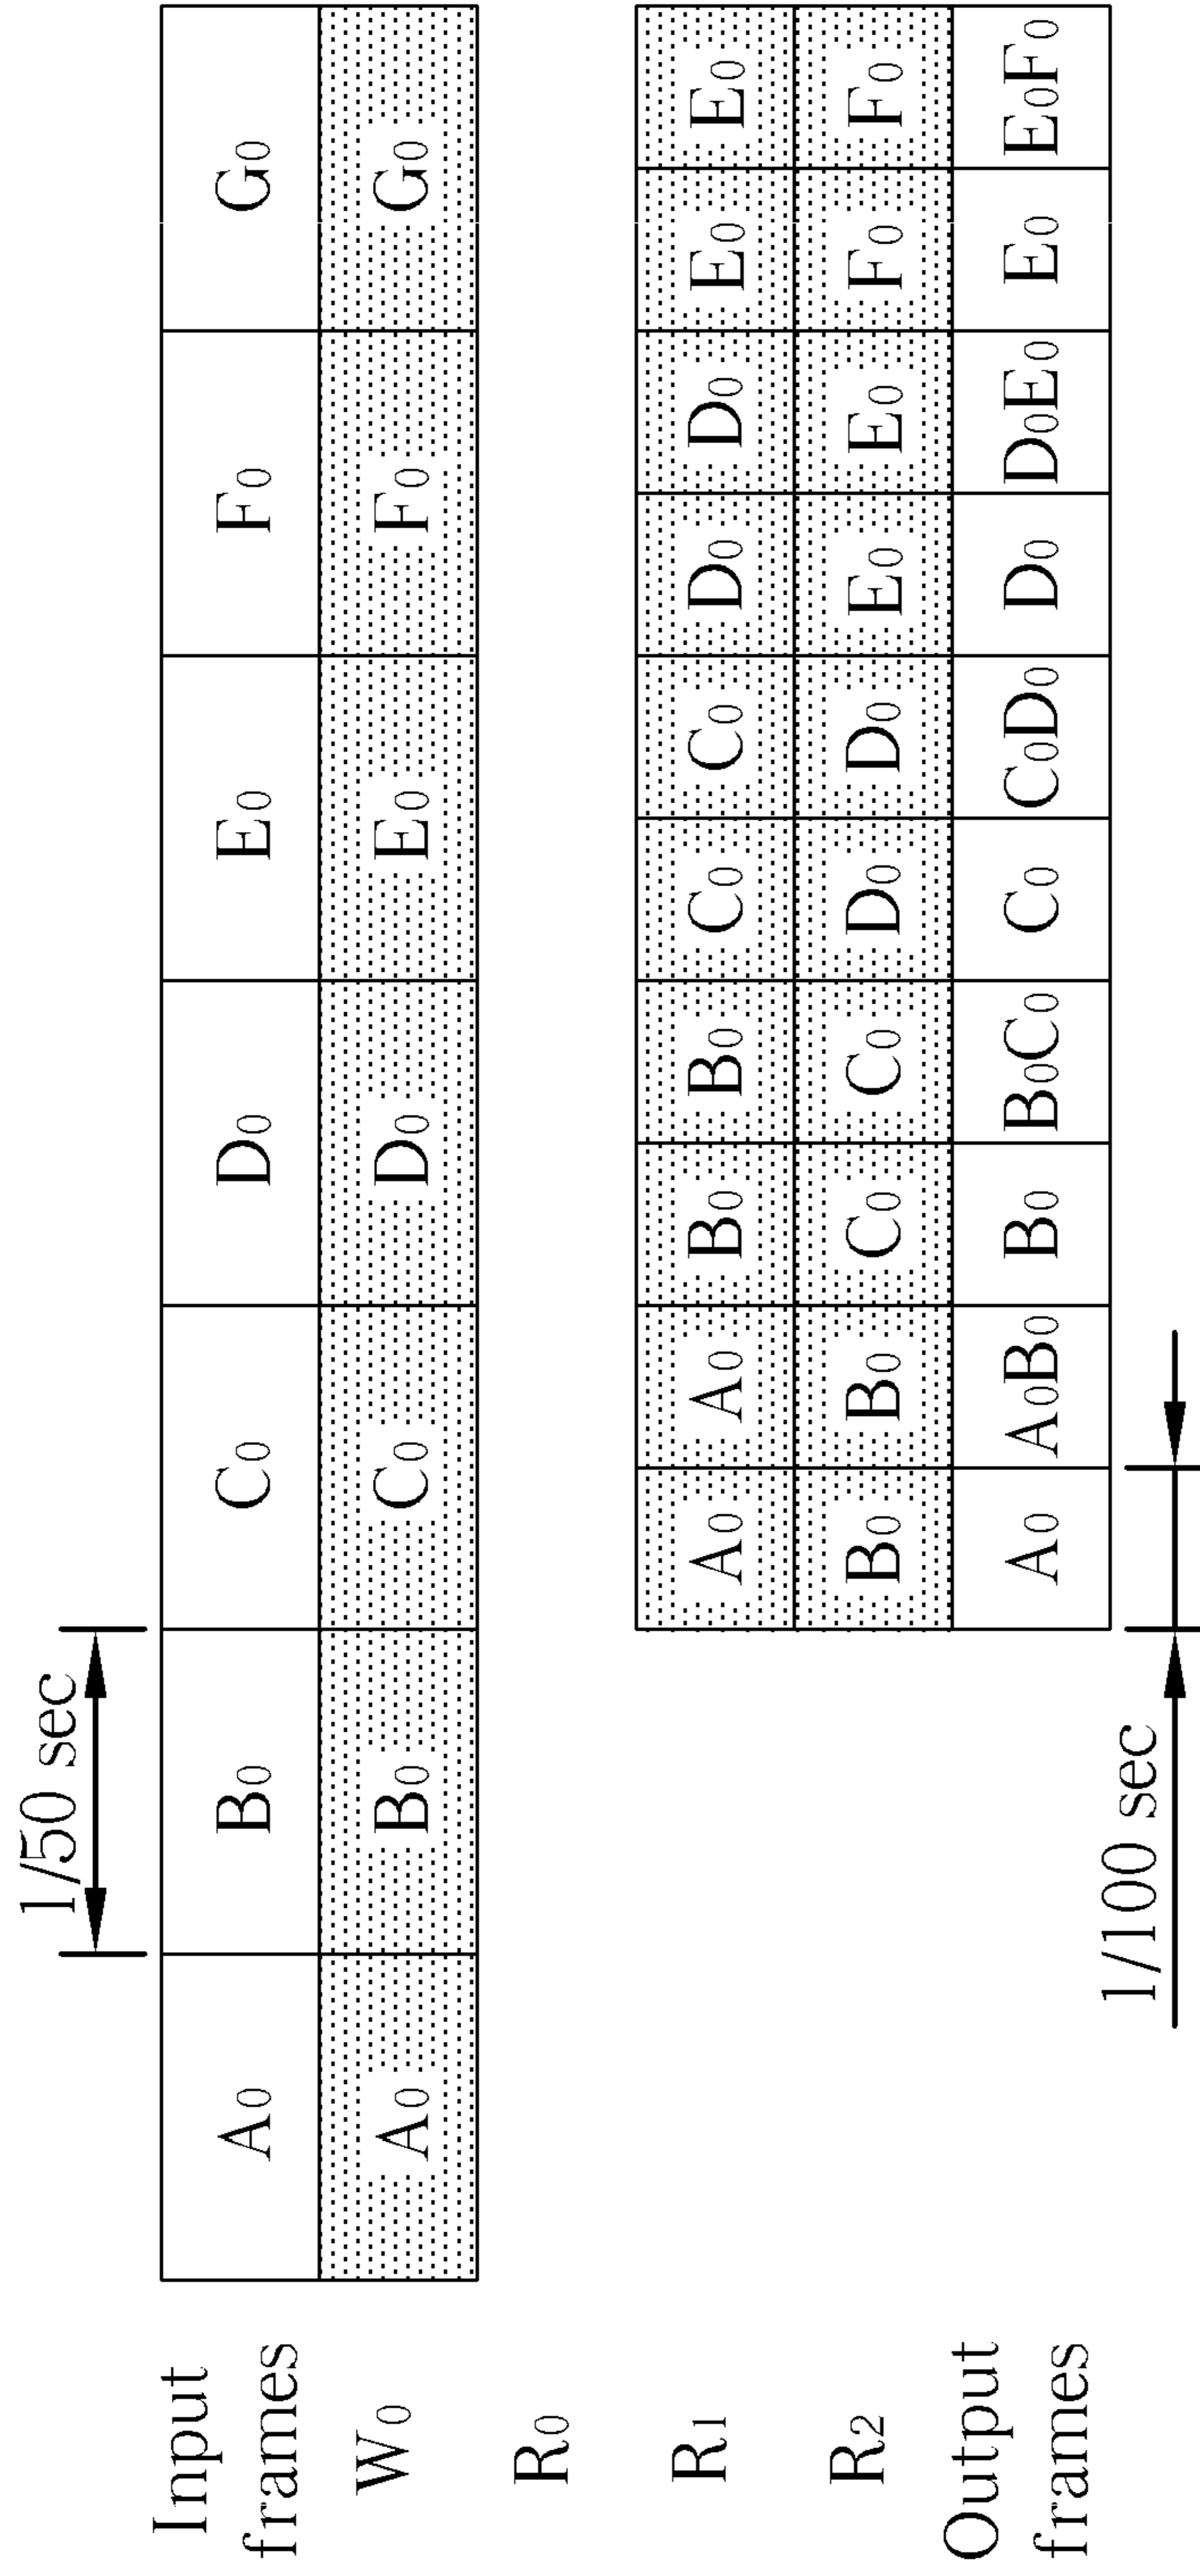 1/50 sec
Input frames A₀ B₀ C₀ D₀ E₀ F₀ G₀
W₀ A₀ B₀ C₀ D₀ E₀ F₀ G₀
R₀
R₁ A₀ A₀ B₀ B₀ C₀ C₀ D₀ D₀ E₀ E₀
R₂ B₀ B₀ C₀ C₀ D₀ D₀ E₀ E₀ F₀ F₀
Output frames A₀ A₀B₀ B₀ B₀C₀ C₀ C₀D₀ D₀ D₀E₀ E₀ E₀F₀
1/100 sec